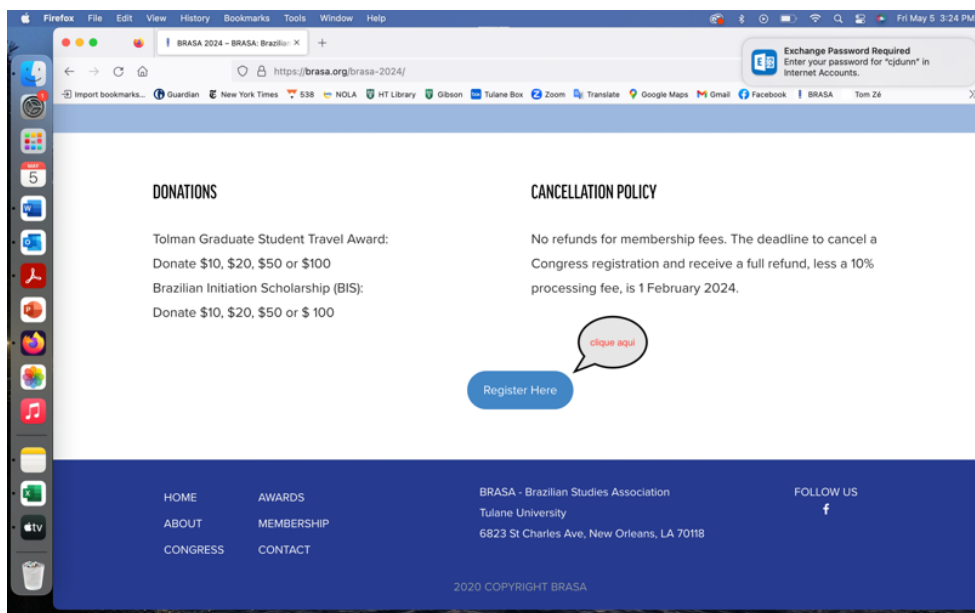 Firefox File Edit View History Bookmarks Tools Window Help
Fri May 5 3:24 PM
BRASA 2024 – BRASA: Brazilian
Exchange Password Required
Enter your password for "cjdunn" in
Internet Accounts.
https://brasa.org/brasa-2024/
Import bookmarks... Guardian New York Times 538 NOLA HT Library Gibson Tulane Box Zoom Translate Google Maps Gmail Facebook BRASA Tom Zé
MAY
5
tv
DONATIONS
CANCELLATION POLICY
Tolman Graduate Student Travel Award:
Donate $10, $20, $50 or $100
Brazilian Initiation Scholarship (BIS):
Donate $10, $20, $50 or $ 100
No refunds for membership fees. The deadline to cancel a
Congress registration and receive a full refund, less a 10%
processing fee, is 1 February 2024.
clique aqui
Register Here
HOME
ABOUT
CONGRESS
AWARDS
MEMBERSHIP
CONTACT
BRASA - Brazilian Studies Association
Tulane University
6823 St Charles Ave, New Orleans, LA 70118
FOLLOW US
2020 COPYRIGHT BRASA